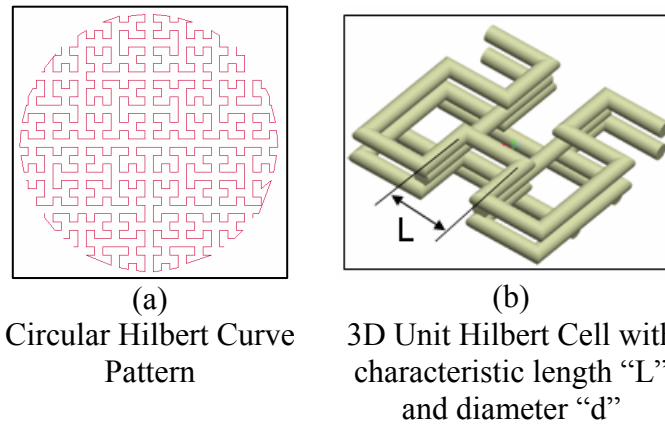 L
(a)
Circular Hilbert Curve
Pattern
(b)
3D Unit Hilbert Cell with
characteristic length “L”
and diameter “d”